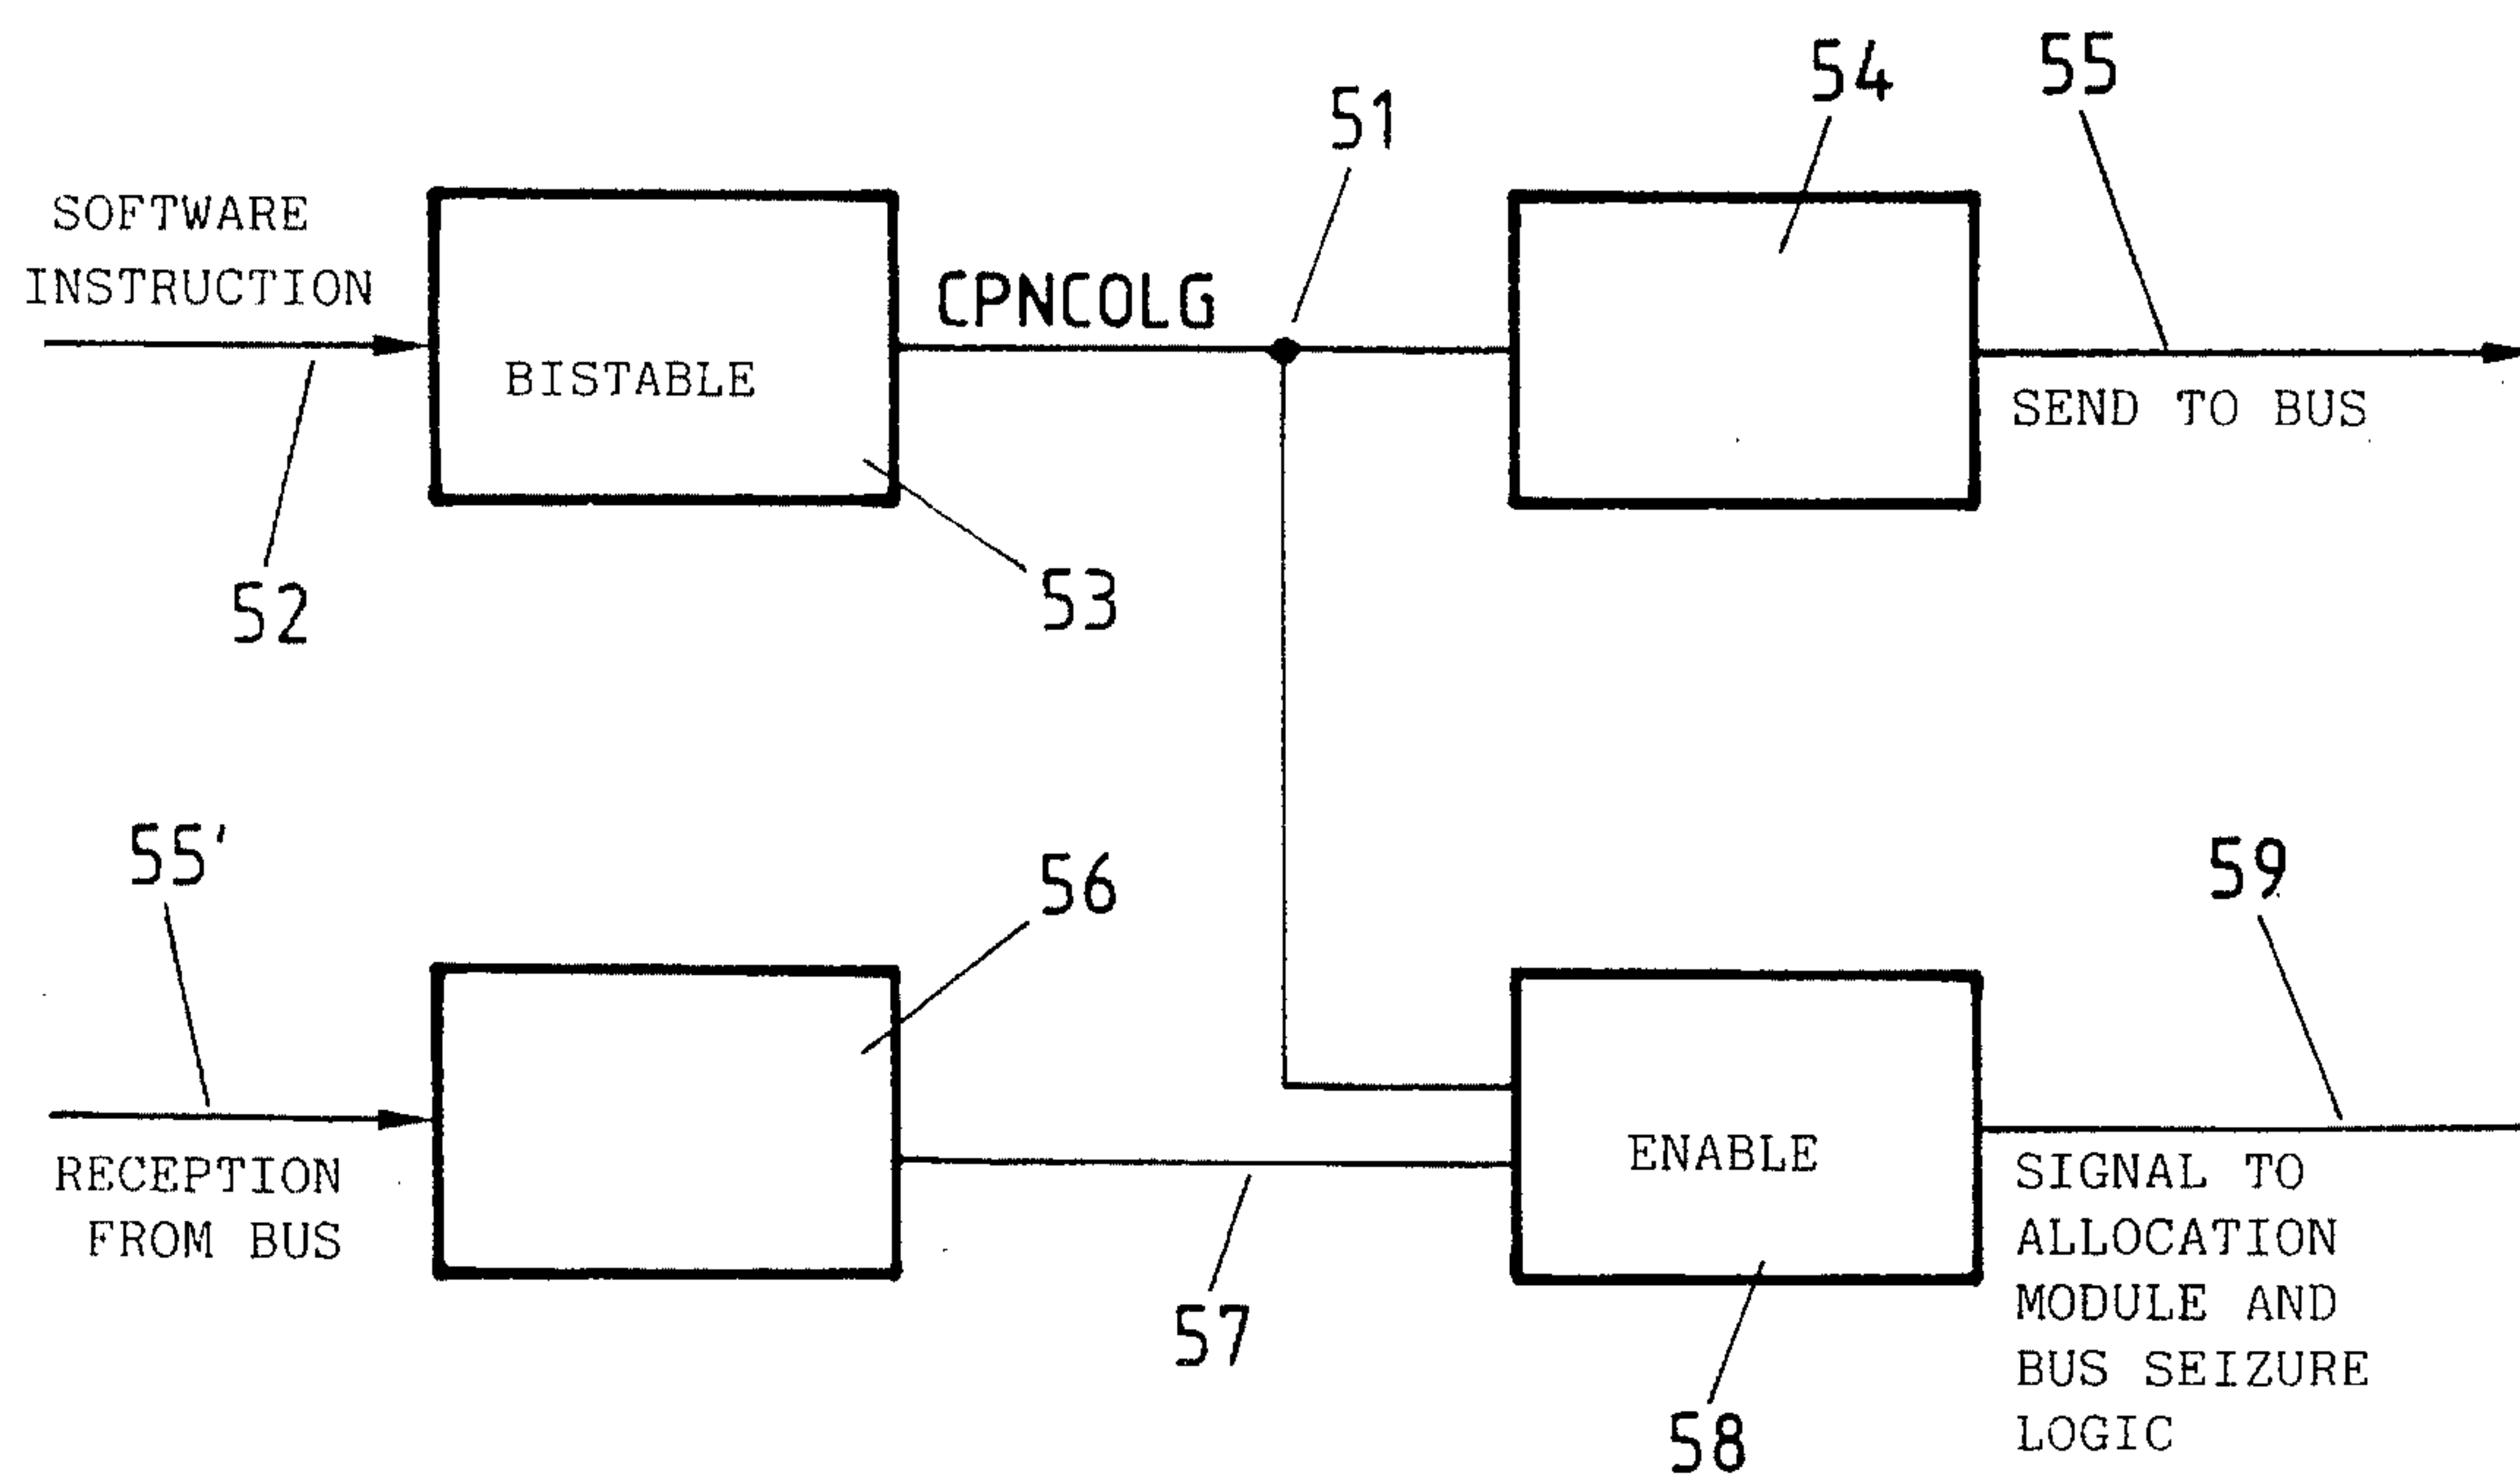 54
55
51
SOFTWARE
INSTRUCTION
CPNCOLG
BISTABLE
SEND TO BUS
52
53
55'
56
59
RECEPTION
FROM BUS
ENABLE
SIGNAL TO
ALLOCATION
MODULE AND
BUS SEIZURE
LOGIC
57
58